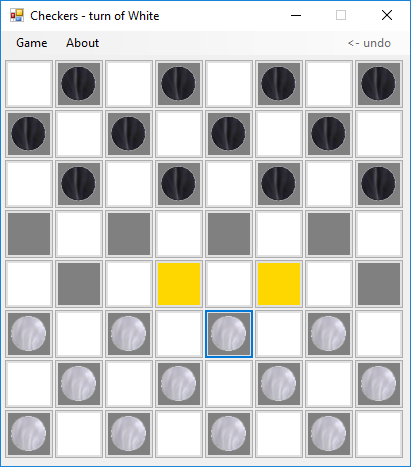 Checkers - turn of White
Game About <- undo